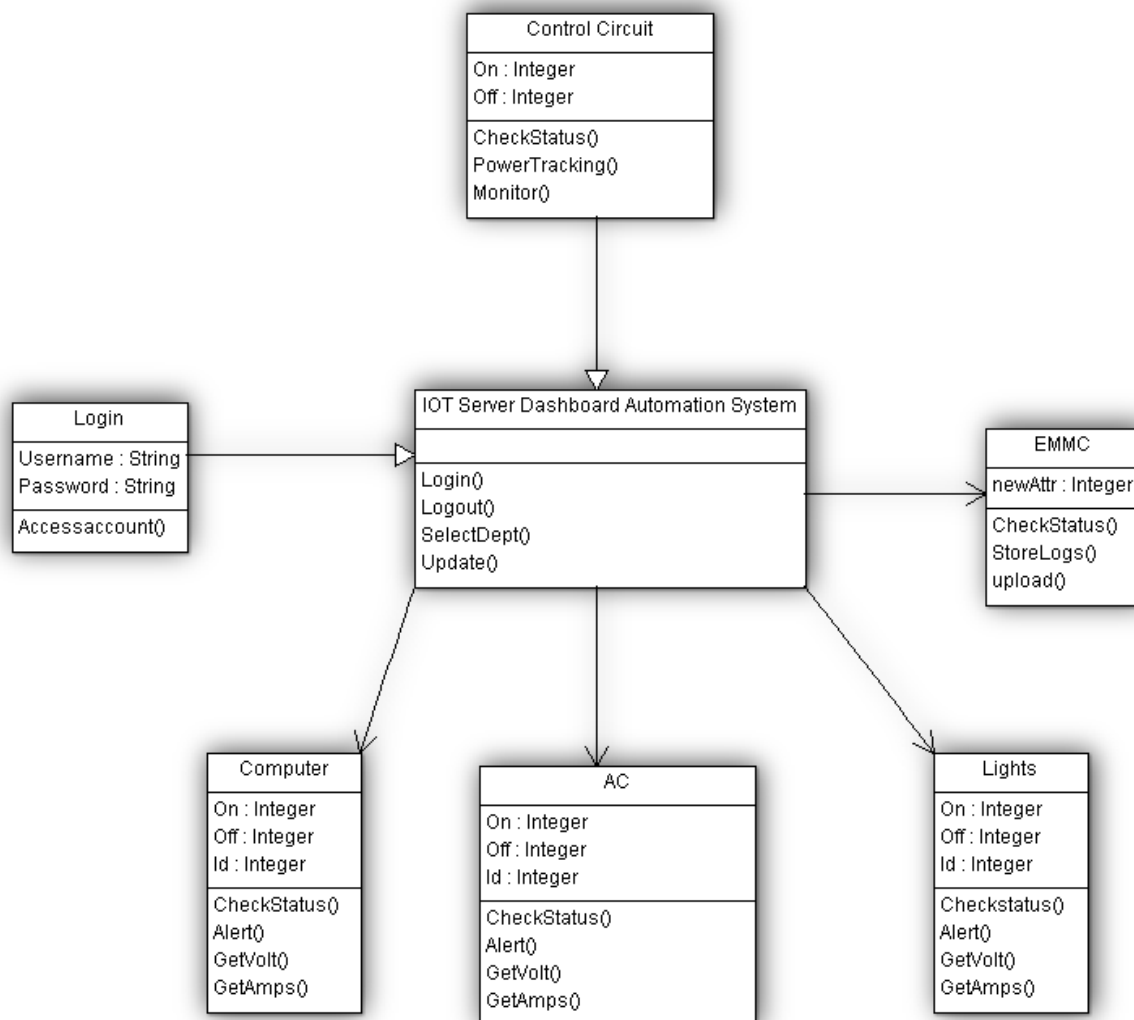 Control Circuit
On : Integer
Off : Integer
CheckStatus()
PowerTracking()
Monitor()
Login
Username : String
Password : String
Accessaccount()
IOT Server Dashboard Automation System
Login()
Logout()
SelectDept()
Update()
EMMC
newAttr : Integer
CheckStatus()
StoreLogs()
upload()
Computer
On : Integer
Off : Integer
Id : Integer
CheckStatus()
Alert()
GetVolt()
GetAmps()
AC
On : Integer
Off : Integer
Id : Integer
CheckStatus()
Alert()
GetVolt()
GetAmps()
Lights
On : Integer
Off : Integer
Id : Integer
Checkstatus()
Alert()
GetVolt()
GetAmps()